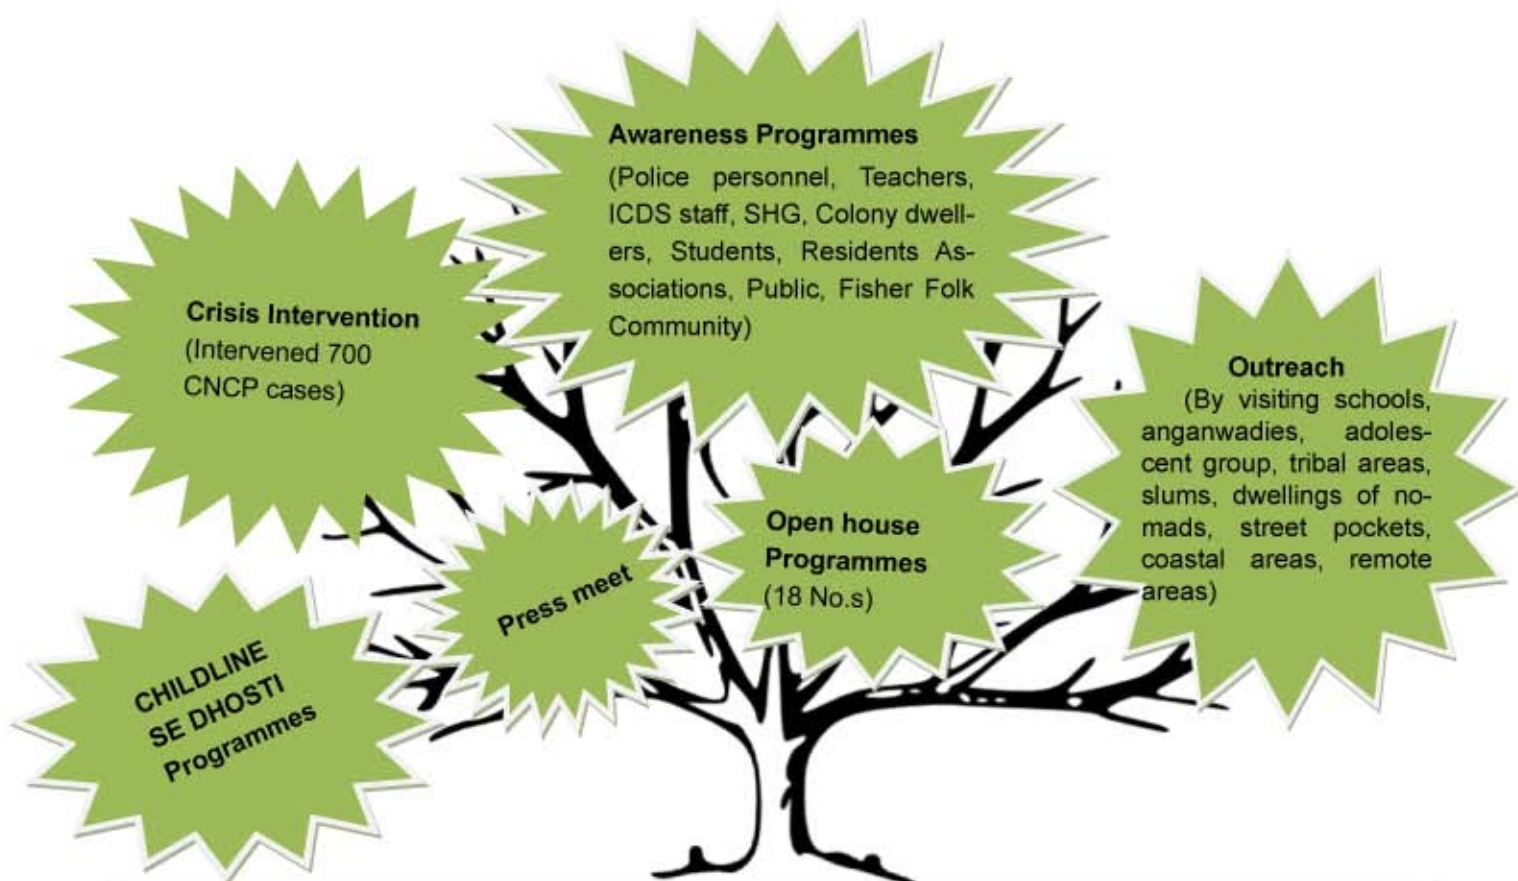 Awareness Programmes
(Police personnel, Teachers,
ICDS staff, SHG, Colony dwell-
ers, Students, Residents As-
sociations, Public, Fisher Folk
Community)
Crisis Intervention
(Intervened 700
CNCP cases)
Outreach
(By visiting schools,
anganwadies, adoles-
cent group, tribal areas,
slums, dwellings of no-
mads, street pockets,
coastal areas, remote
areas)
Open house
Programmes
(18 No.s)
Press meet
CHILDLINE
SE DHOSTI
Programmes